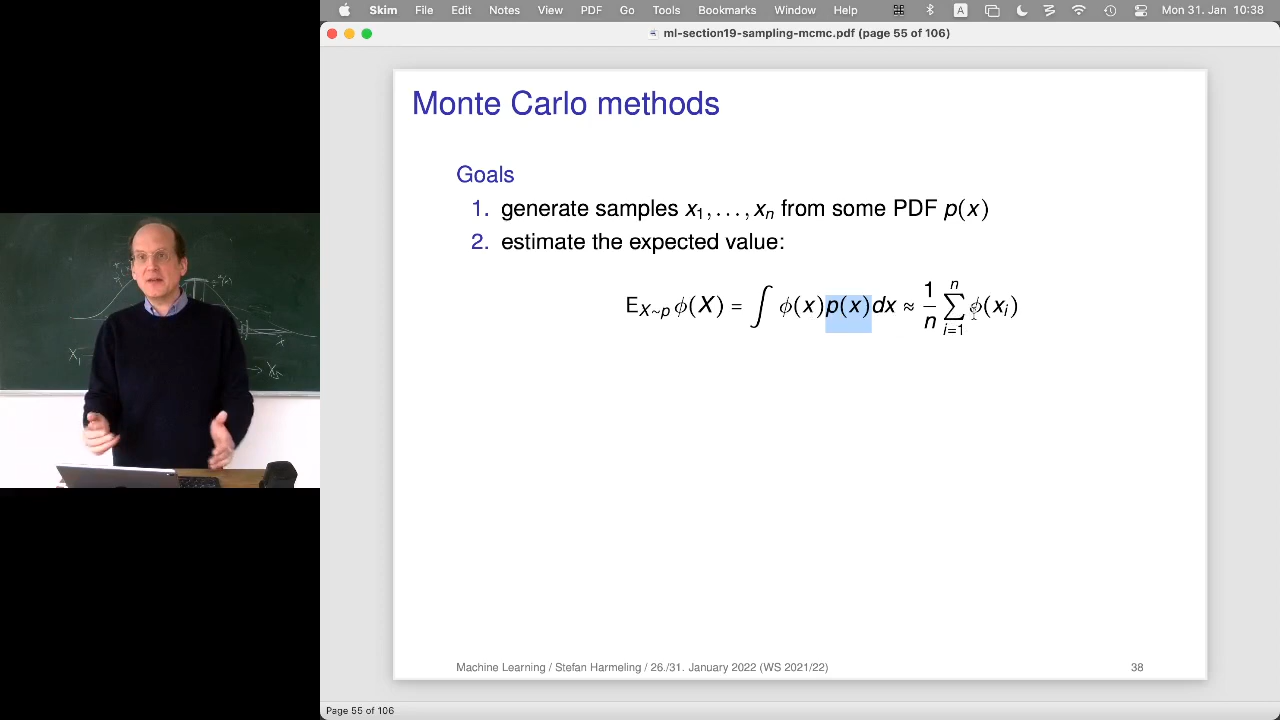 Skim File Edit Notes View PDF Go Tools Bookmarks Window Help A Mon 31. Jan 10:38
ml-section19-sampling-mcmc.pdf (page 55 of 106)
Monte Carlo methods
Goals
1. generate samples x₁, . . . , xₙ from some PDF p(x)
2. estimate the expected value:
E_{X∼p} ϕ(X) = ∫ ϕ(x)p(x)dx ≈ 1/n ∑_{i=1}^{n} ϕ(xᵢ)
X₁
Machine Learning / Stefan Harmeling / 26./31. January 2022 (WS 2021/22) 38
Page 55 of 106